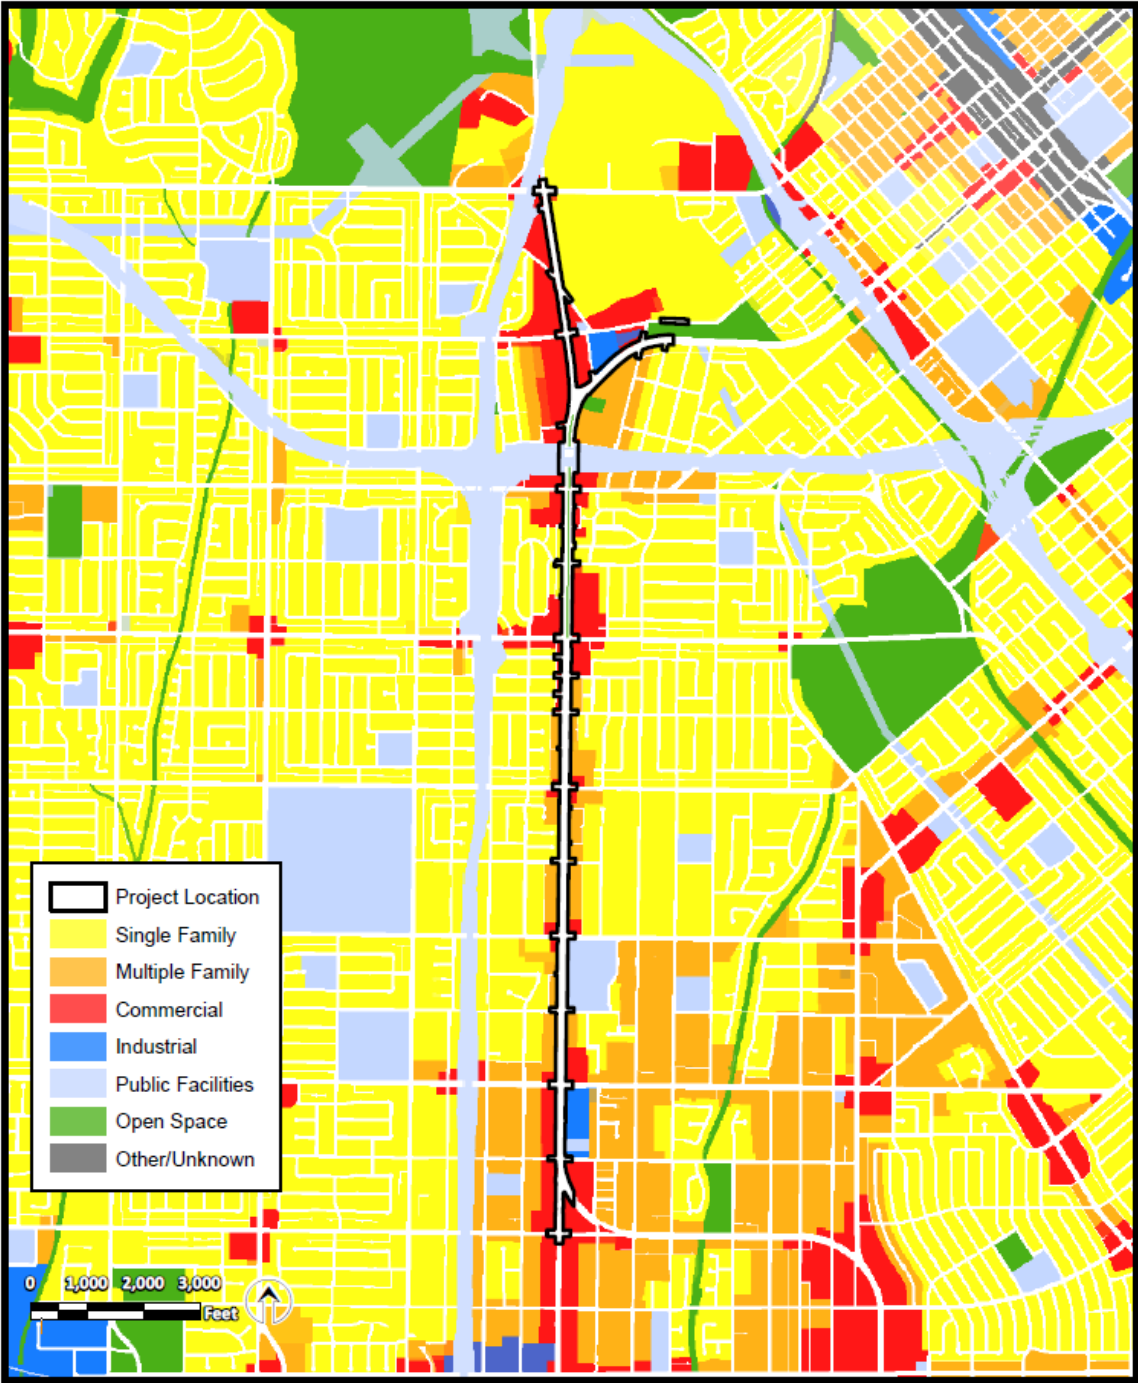 Project Location
Single Family
Multiple Family
Commercial
Industrial
Public Facilities
Open Space
Other/Unknown
0 1,000 2,000 3,000
Feet